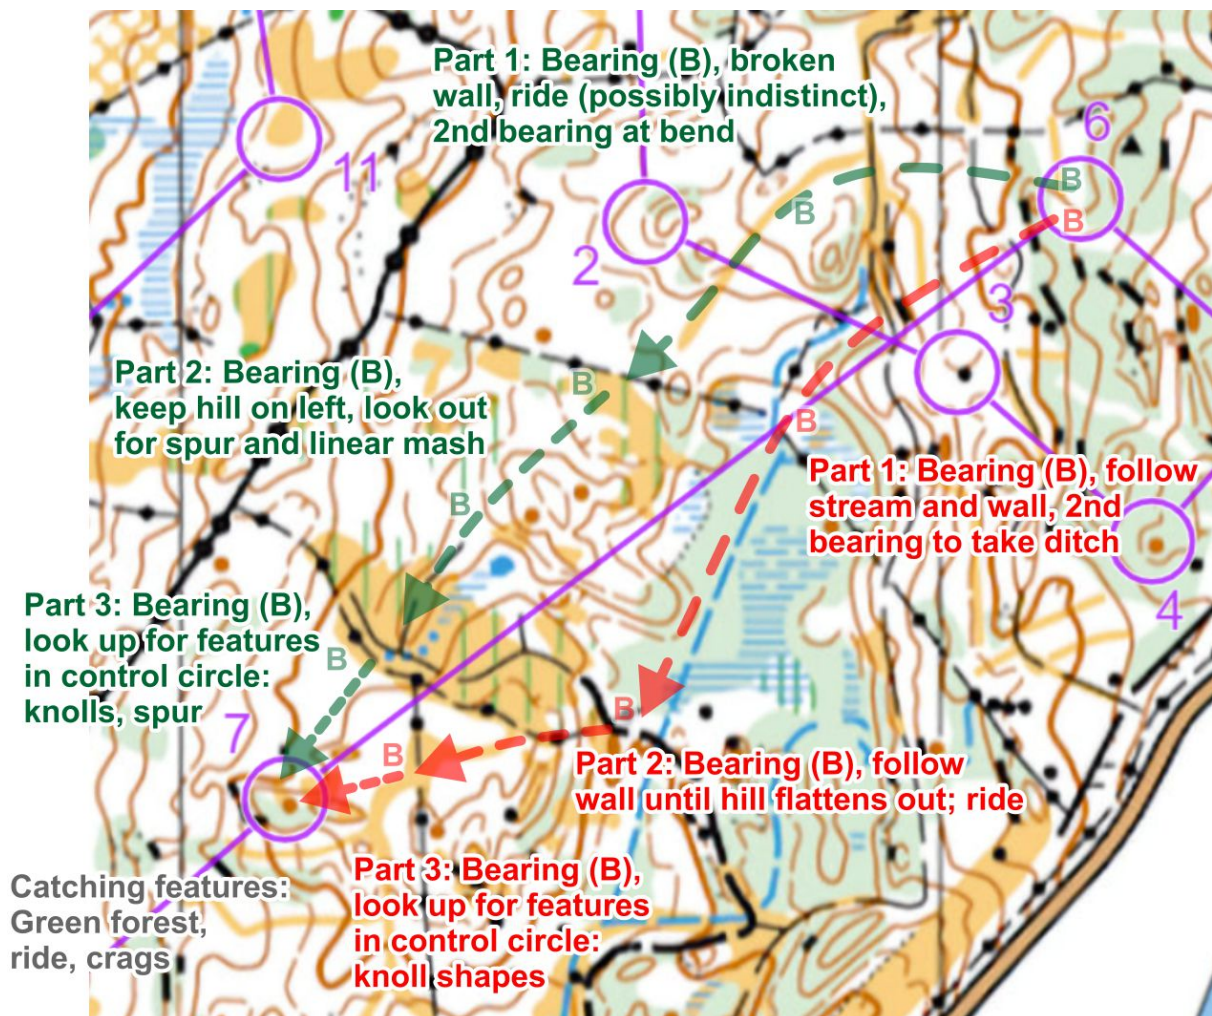 Part 1: Bearing (B), broken
wall, ride (possibly indistinct),
2nd bearing at bend
6
B
B
B
11
2
3
Part 2: Bearing (B),
keep hill on left, look out
for spur and linear mash
B
B
B
Part 1: Bearing (B), follow
stream and wall, 2nd
bearing to take ditch
4
Part 3: Bearing (B),
look up for features
in control circle:
knolls, spur
B
7
B
B
Part 2: Bearing (B), follow
wall until hill flattens out; ride
Catching features:
Green forest,
ride, crags
Part 3: Bearing (B),
look up for features
in control circle:
knoll shapes